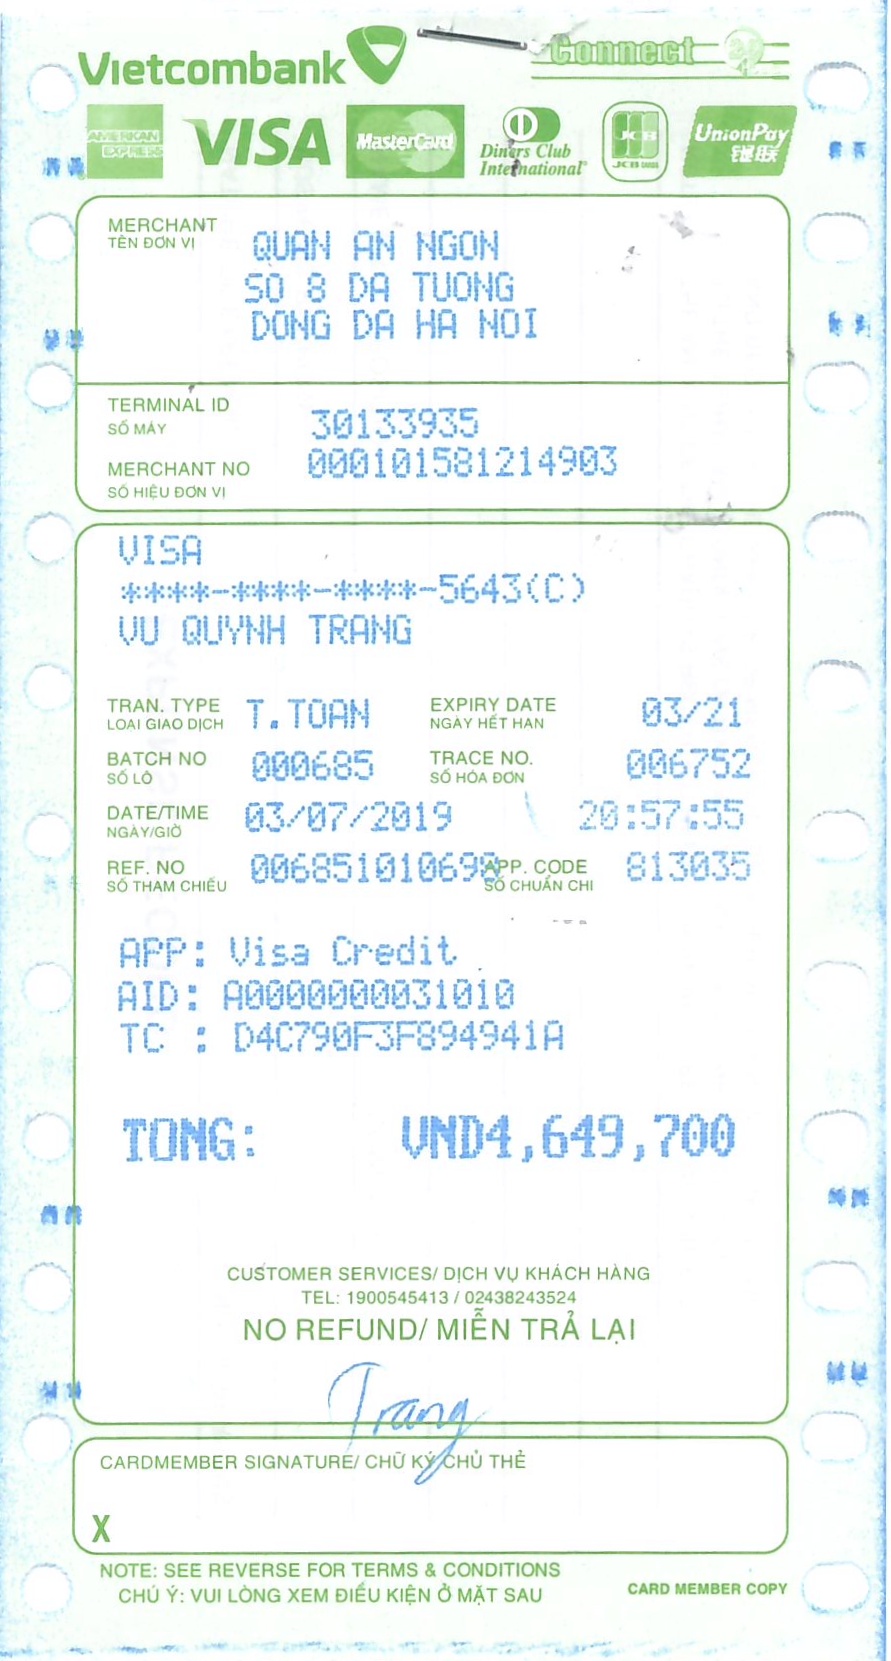 Vietcombank Connect 24
AMERICAN EXPRESS VISA MasterCard Diners Club International® JCB JCB CARDS UnionPay 银联
MERCHANT
TÊN ĐƠN VỊ
QUAN AN NGON
SO 8 DA TUONG
DONG DA HA NOI
TERMINAL ID 30133935
SỐ MÁY
MERCHANT NO 000101581214903
SỐ HIỆU ĐƠN VỊ
VISA
****-****-****-5643(C)
VU QUYNH TRANG
TRAN. TYPE T.TOAN EXPIRY DATE 03/21
LOẠI GIAO DỊCH NGÀY HẾT HẠN
BATCH NO 000685 TRACE NO. 006752
SỐ LÔ SỐ HÓA ĐƠN
DATE/TIME 03/07/2019 20:57:55
NGÀY/GIỜ
REF. NO APP. CODE 813035
SỐ THAM CHIẾU SỐ CHUẨN CHI
APP: Visa Credit
AID: A0000000031010
TC : D4C790F3F894941A
TONG: VND4,649,700
CUSTOMER SERVICES/ DỊCH VỤ KHÁCH HÀNG
TEL: 1900545413 / 02438243524
NO REFUND/ MIỄN TRẢ LẠI
Trang
CARDMEMBER SIGNATURE/ CHỮ KÝ CHỦ THẺ
X
NOTE: SEE REVERSE FOR TERMS & CONDITIONS
CHÚ Ý: VUI LÒNG XEM ĐIỀU KIỆN Ở MẶT SAU
CARD MEMBER COPY